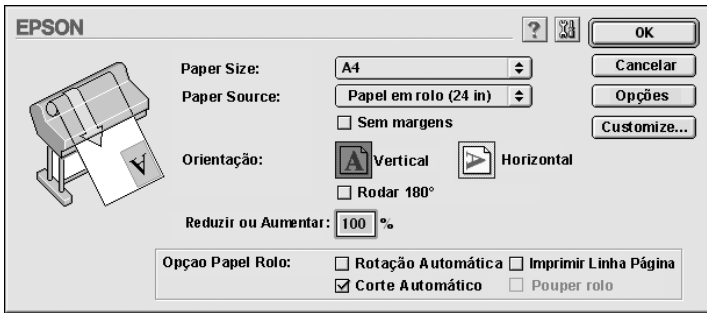 EPSON
? OK
Paper Size: A4 Cancelar
Paper Source: Papel em rolo (24 in) Opções
Sem margens Customize...
Orientação: A Vertical A Horizontal
Rodar 180°
Reduzir ou Aumentar: 100 %
Opçao Papel Rolo: Rotação Automática Imprimir Linha Página
Corte Automático Pouper rolo
A